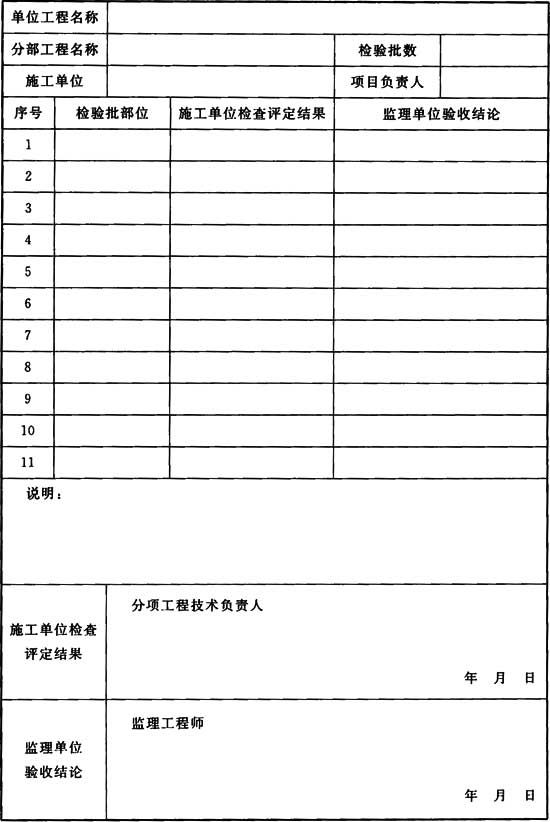 单位工程名称
分部工程名称 检验批数
施工单位 项目负责人
序号 检验批部位 施工单位检查评定结果 监理单位验收结论
1
2
3
4
5
6
7
8
9
10
11
说明：
分项工程技术负责人
施工单位检查
评定结果
年 月 日
监理工程师
监理单位
验收结论
年 月 日